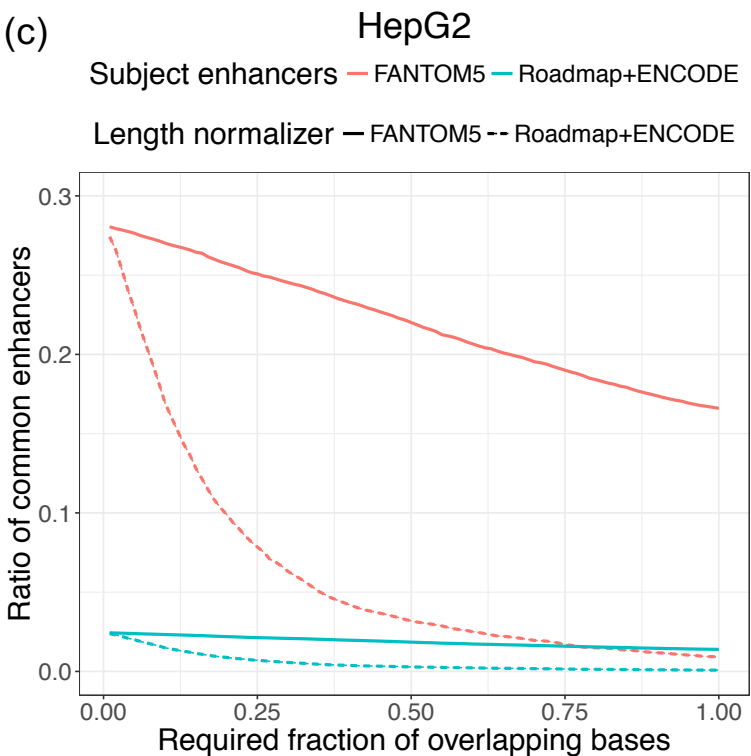 (c)
HepG2
Subject enhancers FANTOM5 Roadmap+ENCODE
Length normalizer FANTOM5 Roadmap+ENCODE
Ratio of common enhancers
0.3
0.2
0.1
0.0
0.00 0.25 0.50 0.75 1.00
Required fraction of overlapping bases